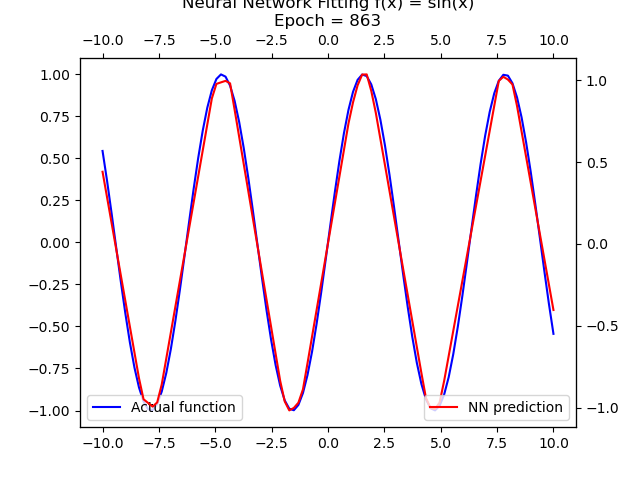 Neural Network Fitting f(x) = sin(x)
Epoch = 863
−10.0 −7.5 −5.0 −2.5 0.0 2.5 5.0 7.5 10.0
1.00
0.75
0.50
0.25
0.00
−0.25
−0.50
−0.75
−1.00
1.0
0.5
0.0
−0.5
−1.0
Actual function
NN prediction
−10.0 −7.5 −5.0 −2.5 0.0 2.5 5.0 7.5 10.0